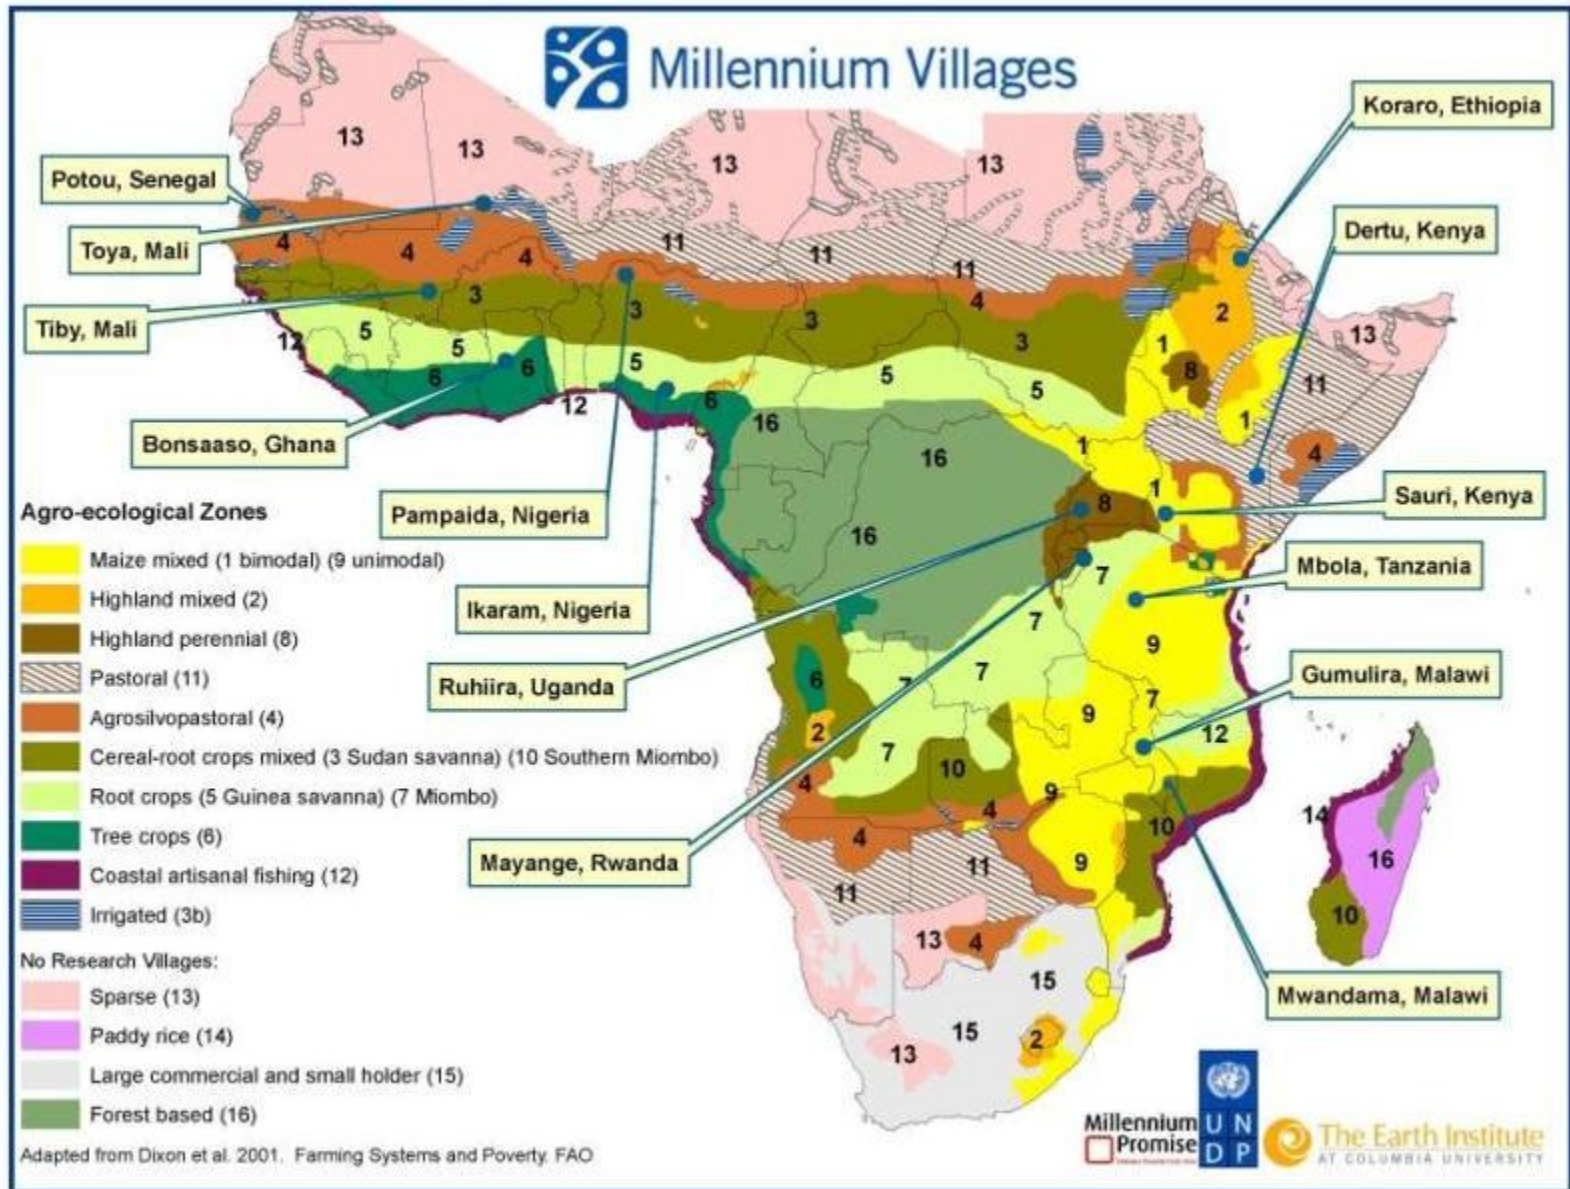 Millennium Villages
Koraro, Ethiopia
Potou, Senegal
Dertu, Kenya
Toya, Mali
Tiby, Mali
Bonsaaso, Ghana
Sauri, Kenya
Pampaida, Nigeria
Mbola, Tanzania
Ikaram, Nigeria
Gumulira, Malawi
Ruhiira, Uganda
Mayange, Rwanda
Mwandama, Malawi
13 13 13 13
4 4 4 11 11 11
3 3 3 4 3 2
12 5 5 5 5 5 1 8 13 11
6 6 12 6 16 1
16 1 4
16 8 1
7
7 9
6 7 7 9 7
2 7 10 12
4 4 4 9 10
11 11 9
13 4 15
13 15 2
14 16 10
Agro-ecological Zones
Maize mixed (1 bimodal) (9 unimodal)
Highland mixed (2)
Highland perennial (8)
Pastoral (11)
Agrosilvopastoral (4)
Cereal-root crops mixed (3 Sudan savanna) (10 Southern Miombo)
Root crops (5 Guinea savanna) (7 Miombo)
Tree crops (6)
Coastal artisanal fishing (12)
Irrigated (3b)
No Research Villages:
Sparse (13)
Paddy rice (14)
Large commercial and small holder (15)
Forest based (16)
Adapted from Dixon et al. 2001. Farming Systems and Poverty. FAO
Millennium
Promise
U N
D P
The Earth Institute
AT COLUMBIA UNIVERSITY